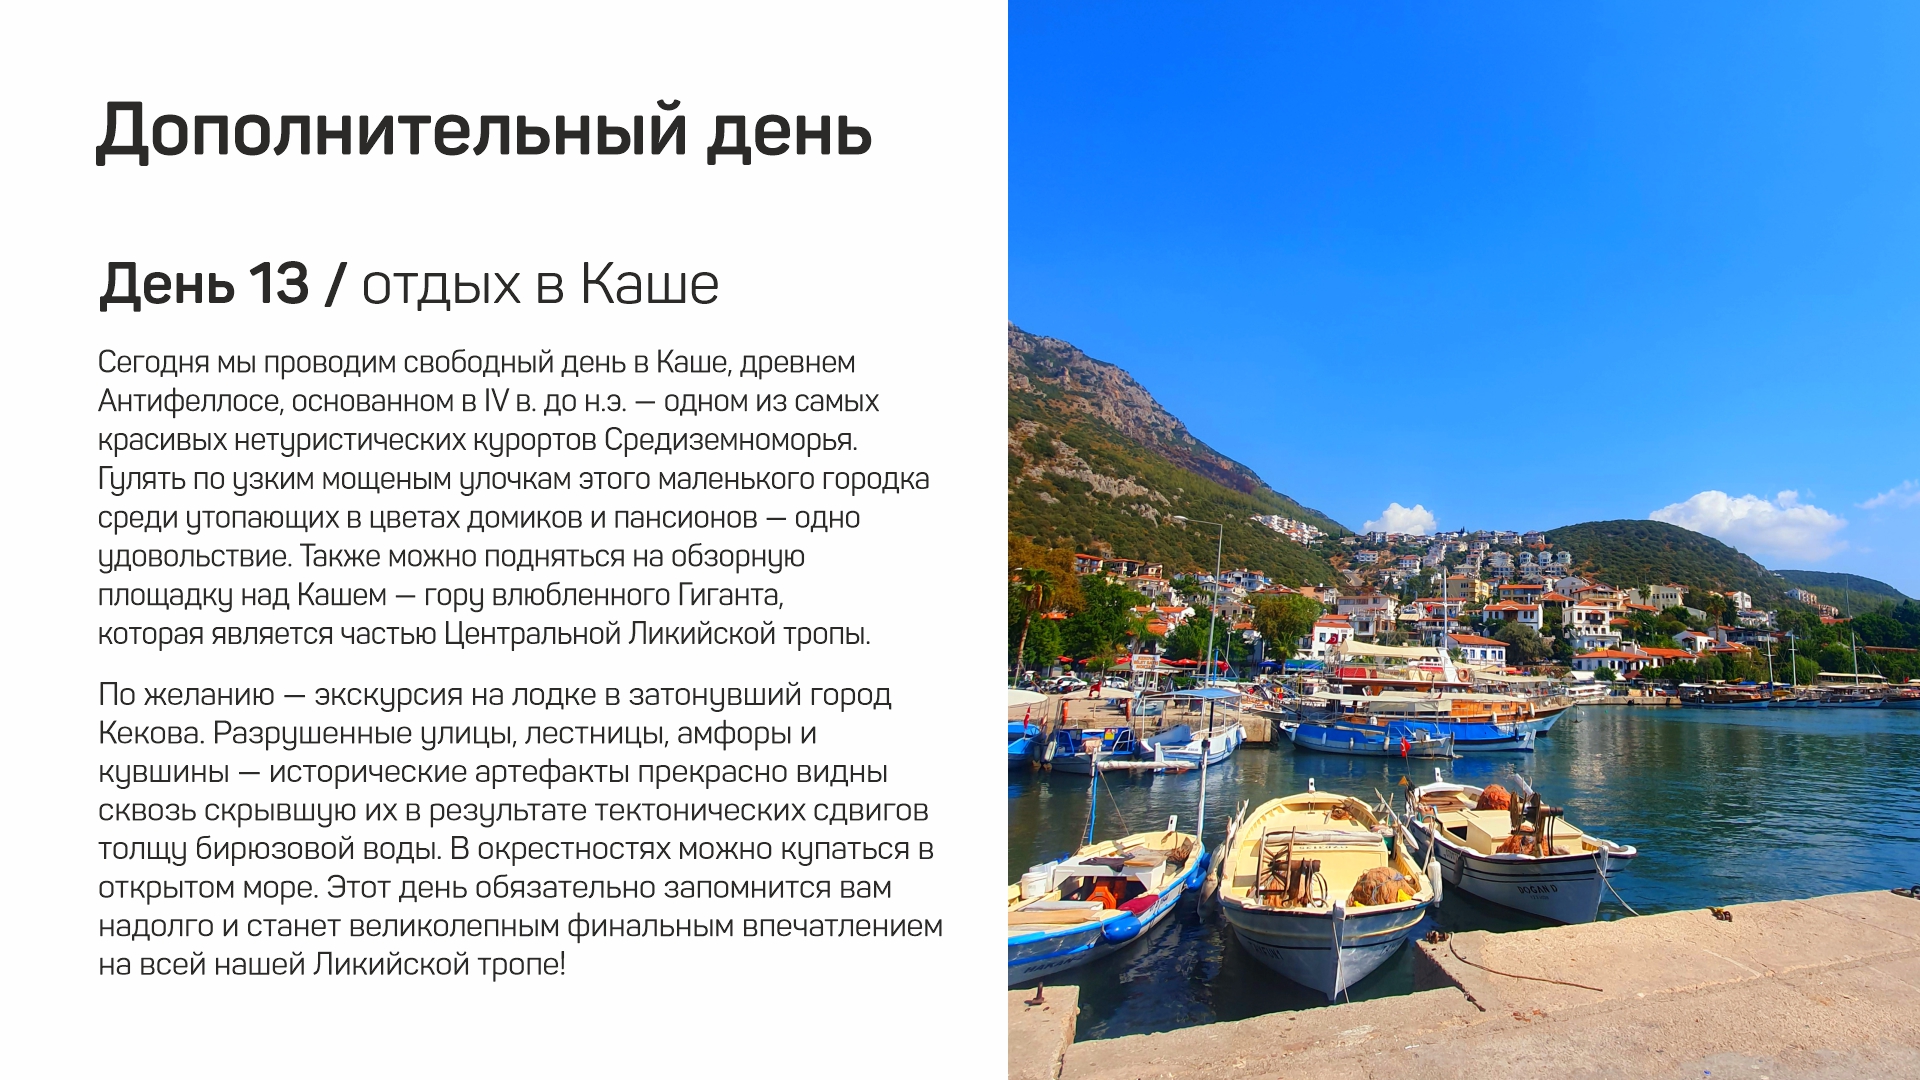 Дополнительный день
День 13 / отдых в Каше
Сегодня мы проводим свободный день в Каше, древнем
Антифеллосе, основанном в IV в. до н.э. — одном из самых
красивых нетуристических курортов Средиземноморья.
Гулять по узким мощеным улочкам этого маленького городка
среди утопающих в цветах домиков и пансионов — одно
удовольствие. Также можно подняться на обзорную
площадку над Кашем — гору влюбленного Гиганта,
которая является частью Центральной Ликийской тропы.
По желанию — экскурсия на лодке в затонувший город
Кекова. Разрушенные улицы, лестницы, амфоры и
кувшины — исторические артефакты прекрасно видны
сквозь скрывшую их в результате тектонических сдвигов
толщу бирюзовой воды. В окрестностях можно купаться в
открытом море. Этот день обязательно запомнится вам
надолго и станет великолепным финальным впечатлением
на всей нашей Ликийской тропе!
DOGAN D